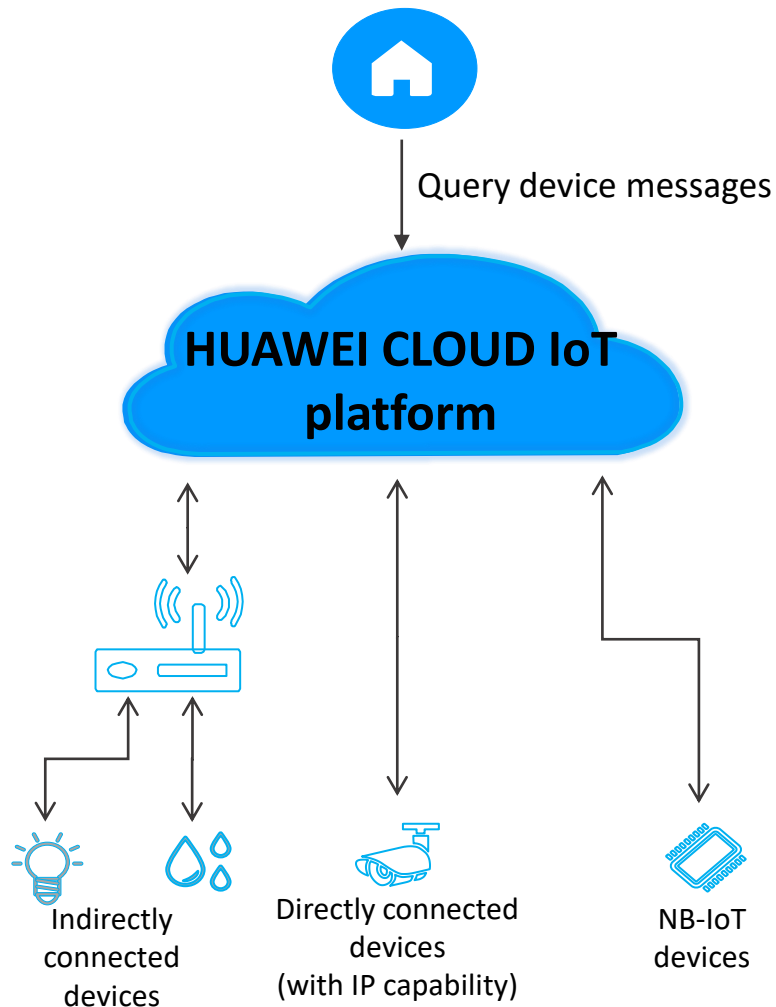 Query device messages
HUAWEI CLOUD IoT
platform
Indirectly
connected
devices
Directly connected
devices
(with IP capability)
NB-IoT
devices